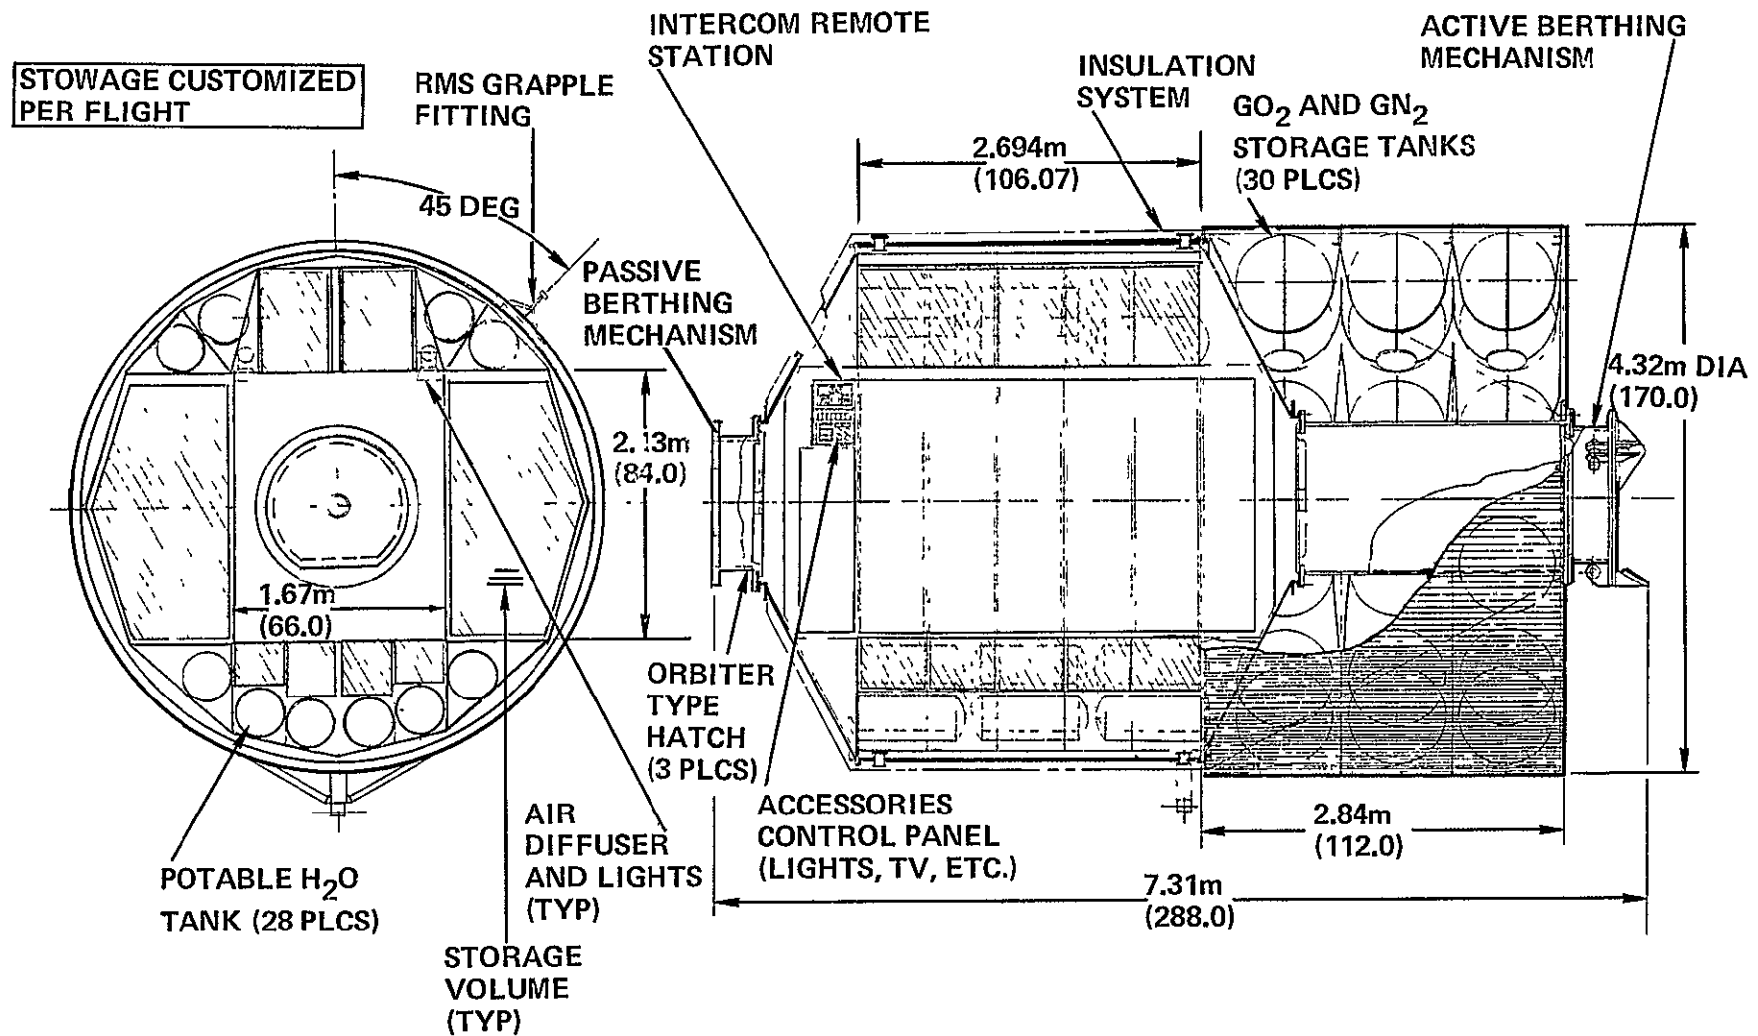 STOWAGE CUSTOMIZED
PER FLIGHT
RMS GRAPPLE
FITTING
45 DEG
INTERCOM REMOTE
STATION
INSULATION
SYSTEM
ACTIVE BERTHING
MECHANISM
GO₂ AND GN₂
STORAGE TANKS
(30 PLCS)
2.694m
(106.07)
PASSIVE
BERTHING
MECHANISM
4.32m DIA
(170.0)
(84.0)
1.67m
(66.0)
ORBITER
TYPE
HATCH
(3 PLCS)
ACCESSORIES
CONTROL PANEL
(LIGHTS, TV, ETC.)
2.84m
(112.0)
7.31m
(288.0)
AIR
DIFFUSER
AND LIGHTS
(TYP)
POTABLE H₂O
TANK (28 PLCS)
STORAGE
VOLUME
(TYP)